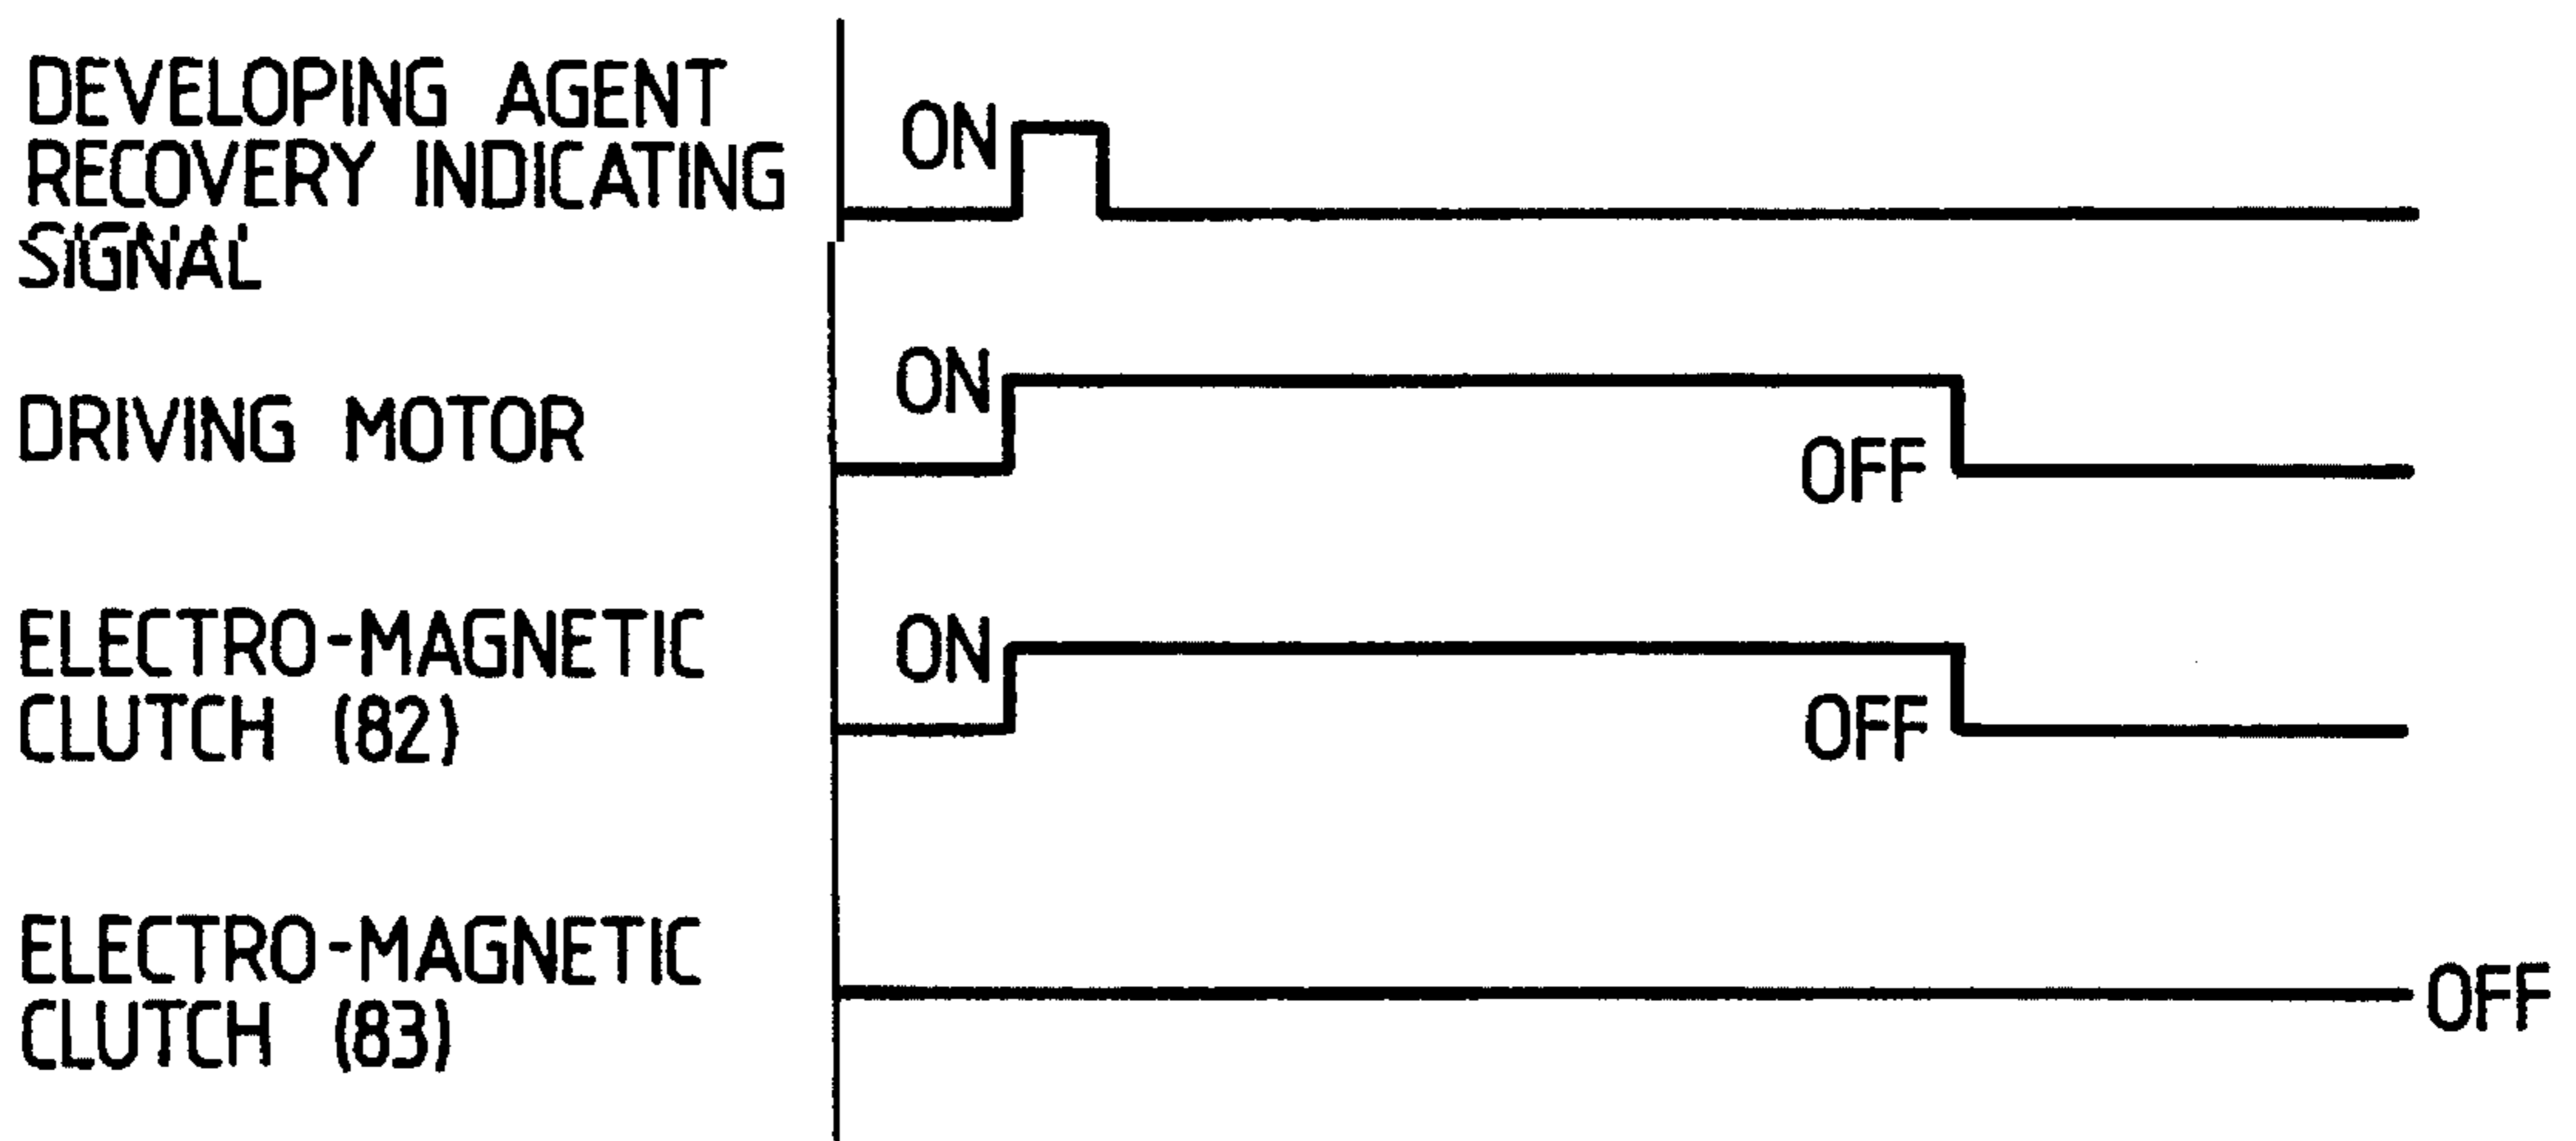 DEVELOPING AGENT
RECOVERY INDICATING
SIGNAL
ON
DRIVING MOTOR
ON
OFF
ELECTRO-MAGNETIC
CLUTCH (82)
ON
OFF
ELECTRO-MAGNETIC
CLUTCH (83)
OFF